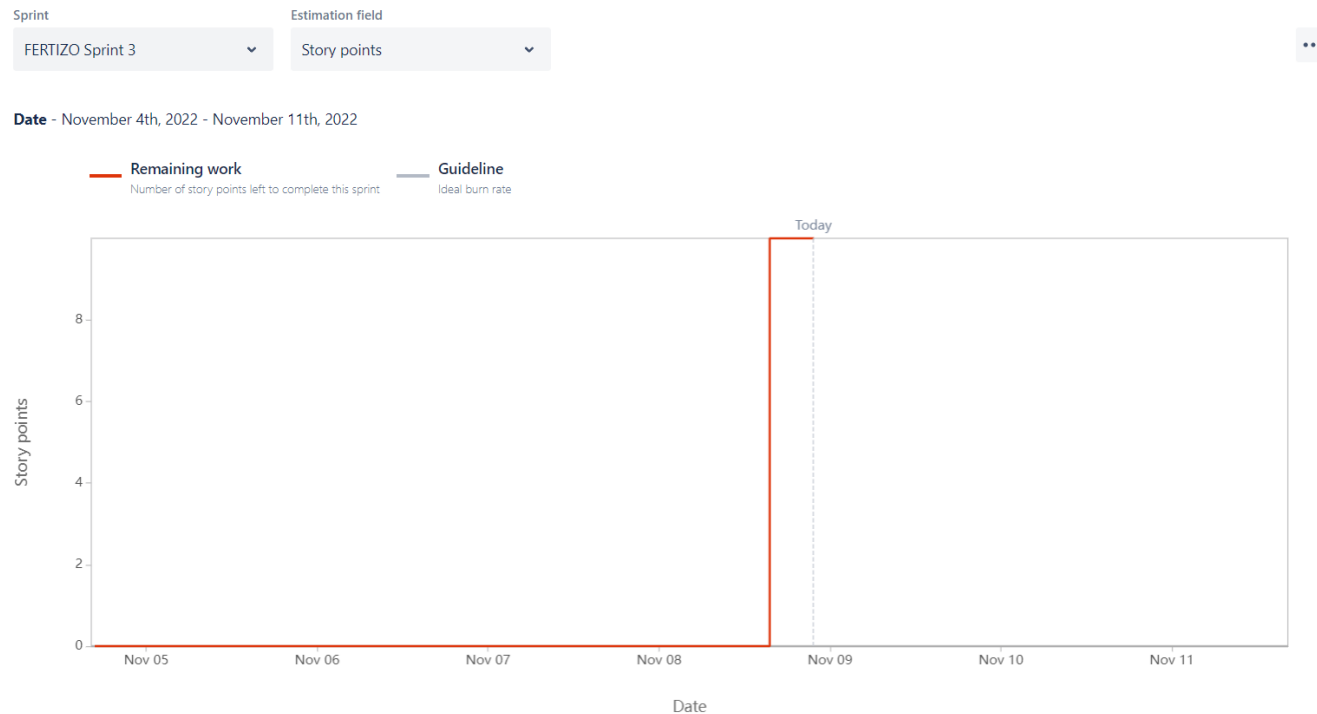 Sprint Estimation field
FERTIZO Sprint 3 Story points
Date - November 4th, 2022 - November 11th, 2022
Remaining work Guideline
Number of story points left to complete this sprint Ideal burn rate
Today
8
6
4
2
0
Story points
Nov 05 Nov 06 Nov 07 Nov 08 Nov 09 Nov 10 Nov 11
Date